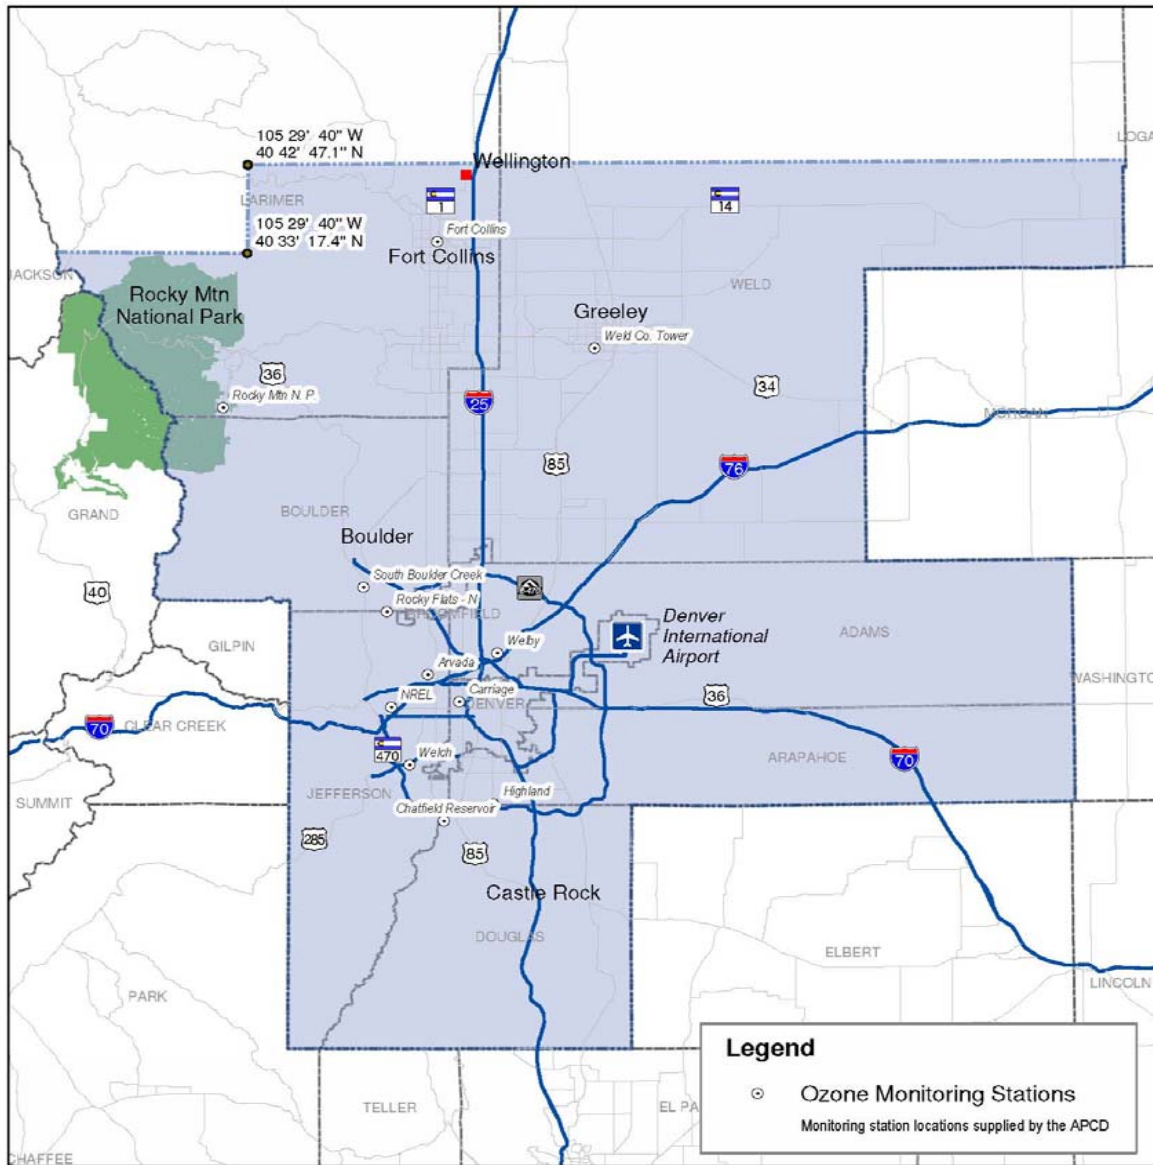 105 29' 40" W
40 42' 47.1" N
LOGA
Wellington
LARIMER
1
14
105 29' 40" W
40 33' 17.4" N
Fort Collins
Fort Collins
JACKSON
WELD
Rocky Mtn
National Park
Greeley
Weld Co. Tower
36
34
Rocky Mtn N. P.
25
MORGAN
85
76
GRAND
BOULDER
Boulder
South Boulder Creek
40
Rocky Flats - N
BROOMFIELD
Denver
International
Airport
ADAMS
GILPIN
Welby
Arvada
WASHINGTO
NREL
Carriage
36
DENVER
70
CLEAR CREEK
470
Welch
ARAPAHOE
70
SUMMIT
JEFFERSON
Highland
Chatfield Reservoir
285
85
Castle Rock
DOUGLAS
ELBERT
LINCOLN
PARK
Legend
Ozone Monitoring Stations
Monitoring station locations supplied by the APCD
TELLER
EL PA
CHAFFEE